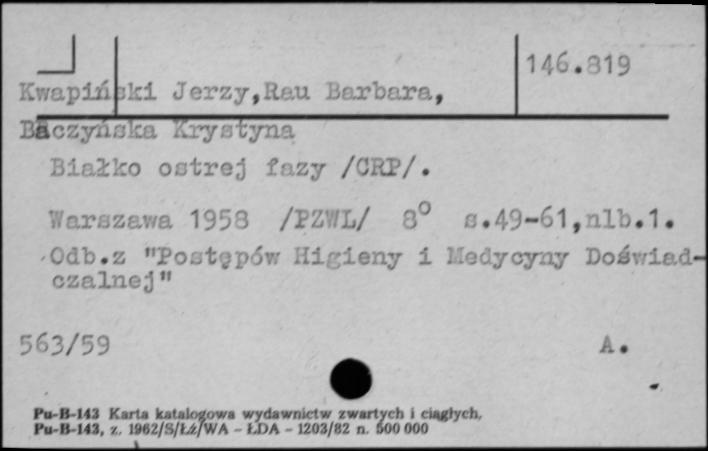 146.819
Kwapiński Jerzy,Rau Barbara,
Baczyńska Krystyna
Białko ostrej fazy /CRP/.
Warszawa 1958 /PZWL/ 8° s.49-61,nlb.1.
Odb.z "Postępów Higieny i Medycyny Doświad-
czalnej"
563/59 A.
Pu-B-143 Karta katalogowa wydawnictw zwartych i ciągłych.
Pu-B-143, z. 1962/S/Łź/WA - ŁDA - 1203/82 n. 500 000